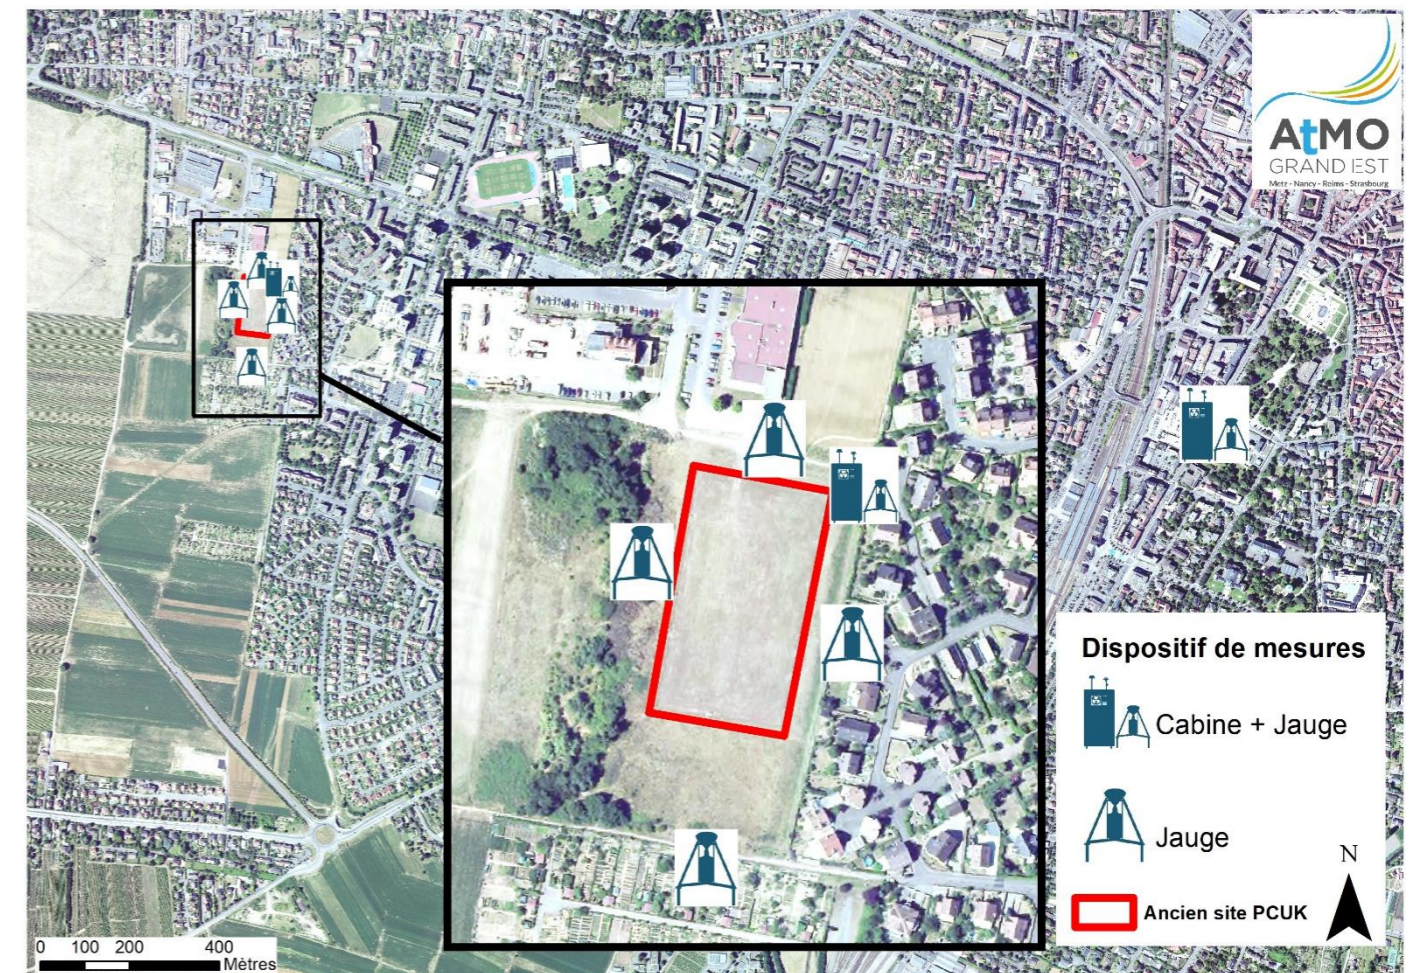 AtMO
GRAND EST
Metz - Nancy - Reims - Strasbourg
Dispositif de mesures
Cabine + Jauge
Jauge
N
Ancien site PCUK
0 100 200 400
Mètres